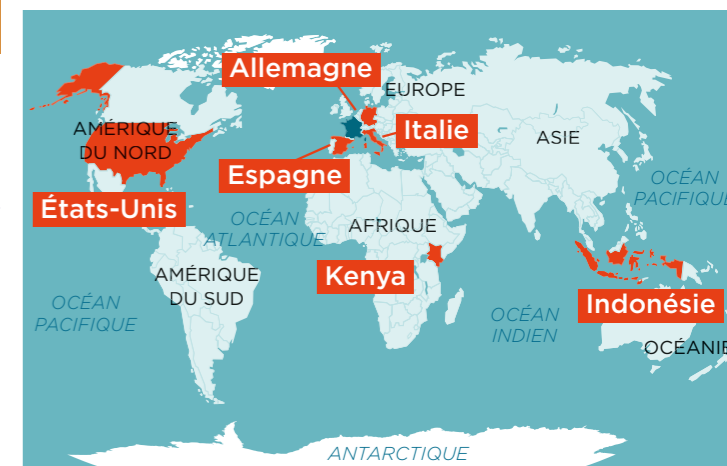 Allemagne
EUROPE
AMÉRIQUE
DU NORD
Italie
ASIE
Espagne
OCÉAN
PACIFIQUE
États-Unis
OCÉAN
ATLANTIQUE
AFRIQUE
AMÉRIQUE
DU SUD
Kenya
OCÉAN
PACIFIQUE
OCÉAN
INDIEN
Indonésie
OCÉANIE
ANTARCTIQUE